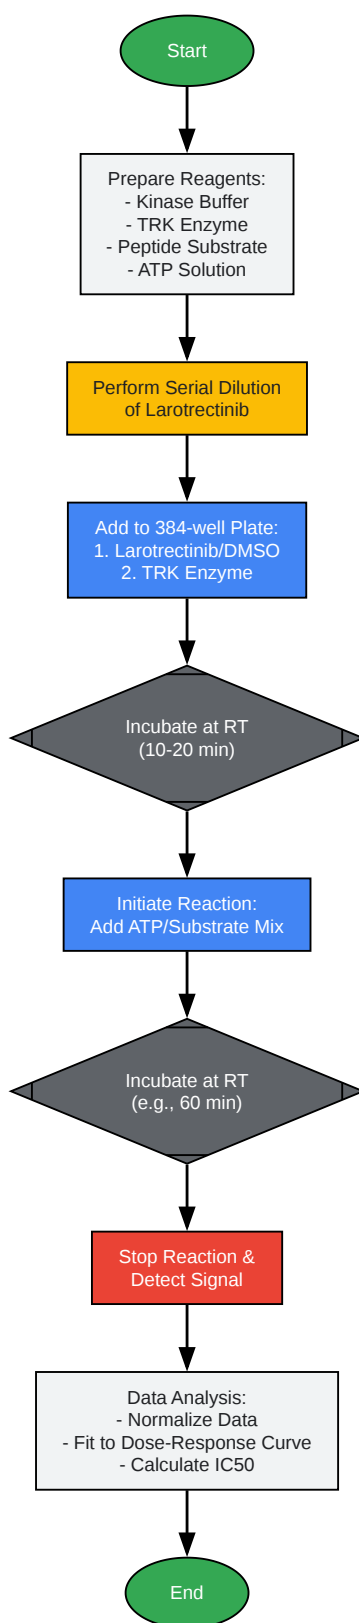 Start
Prepare Reagents:
- Kinase Buffer
- TRK Enzyme
- Peptide Substrate
- ATP Solution
Perform Serial Dilution
of Larotrectinib
Add to 384-well Plate:
1. Larotrectinib/DMSO
2. TRK Enzyme
Incubate at RT
(10-20 min)
Initiate Reaction:
Add ATP/Substrate Mix
Incubate at RT
(e.g., 60 min)
Stop Reaction &
Detect Signal
Data Analysis:
- Normalize Data
- Fit to Dose-Response Curve
- Calculate IC50
End